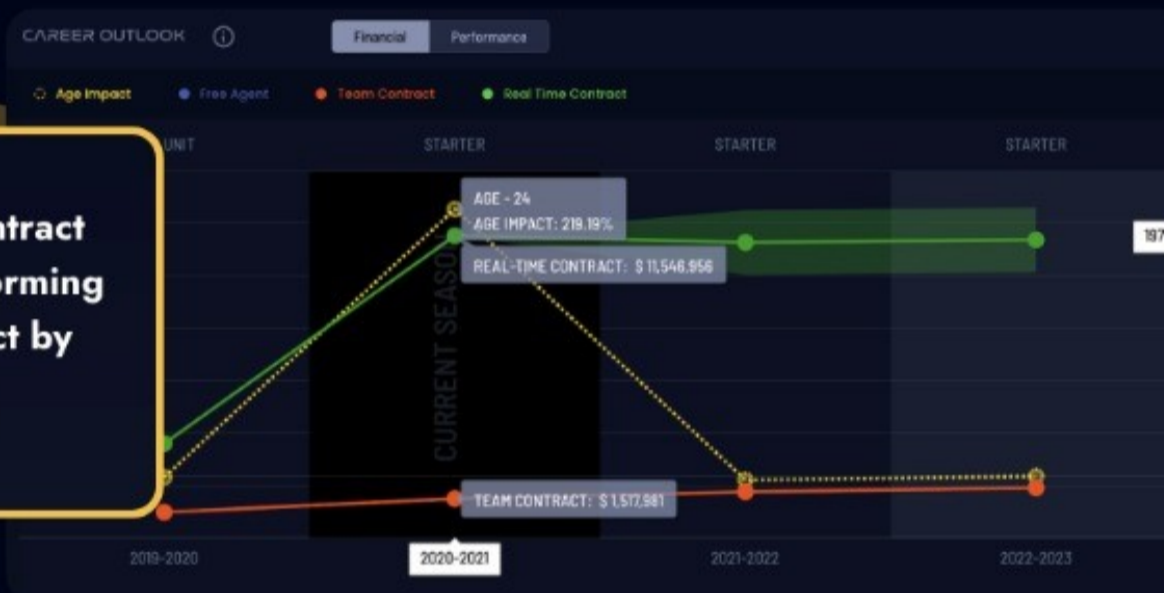 CAREER OUTLOOK
Financial Performance
Age Impact Free Agent Team Contract Real Time Contract
UNIT STARTER STARTER STARTER
ntract
orming
ct by
AGE - 24
AGE IMPACT: 219.19%
REAL-TIME CONTRACT: $ 11,546,956
197
CURRENT SEASO
TEAM CONTRACT: $ 1,517,981
2019-2020 2020-2021 2021-2022 2022-2023